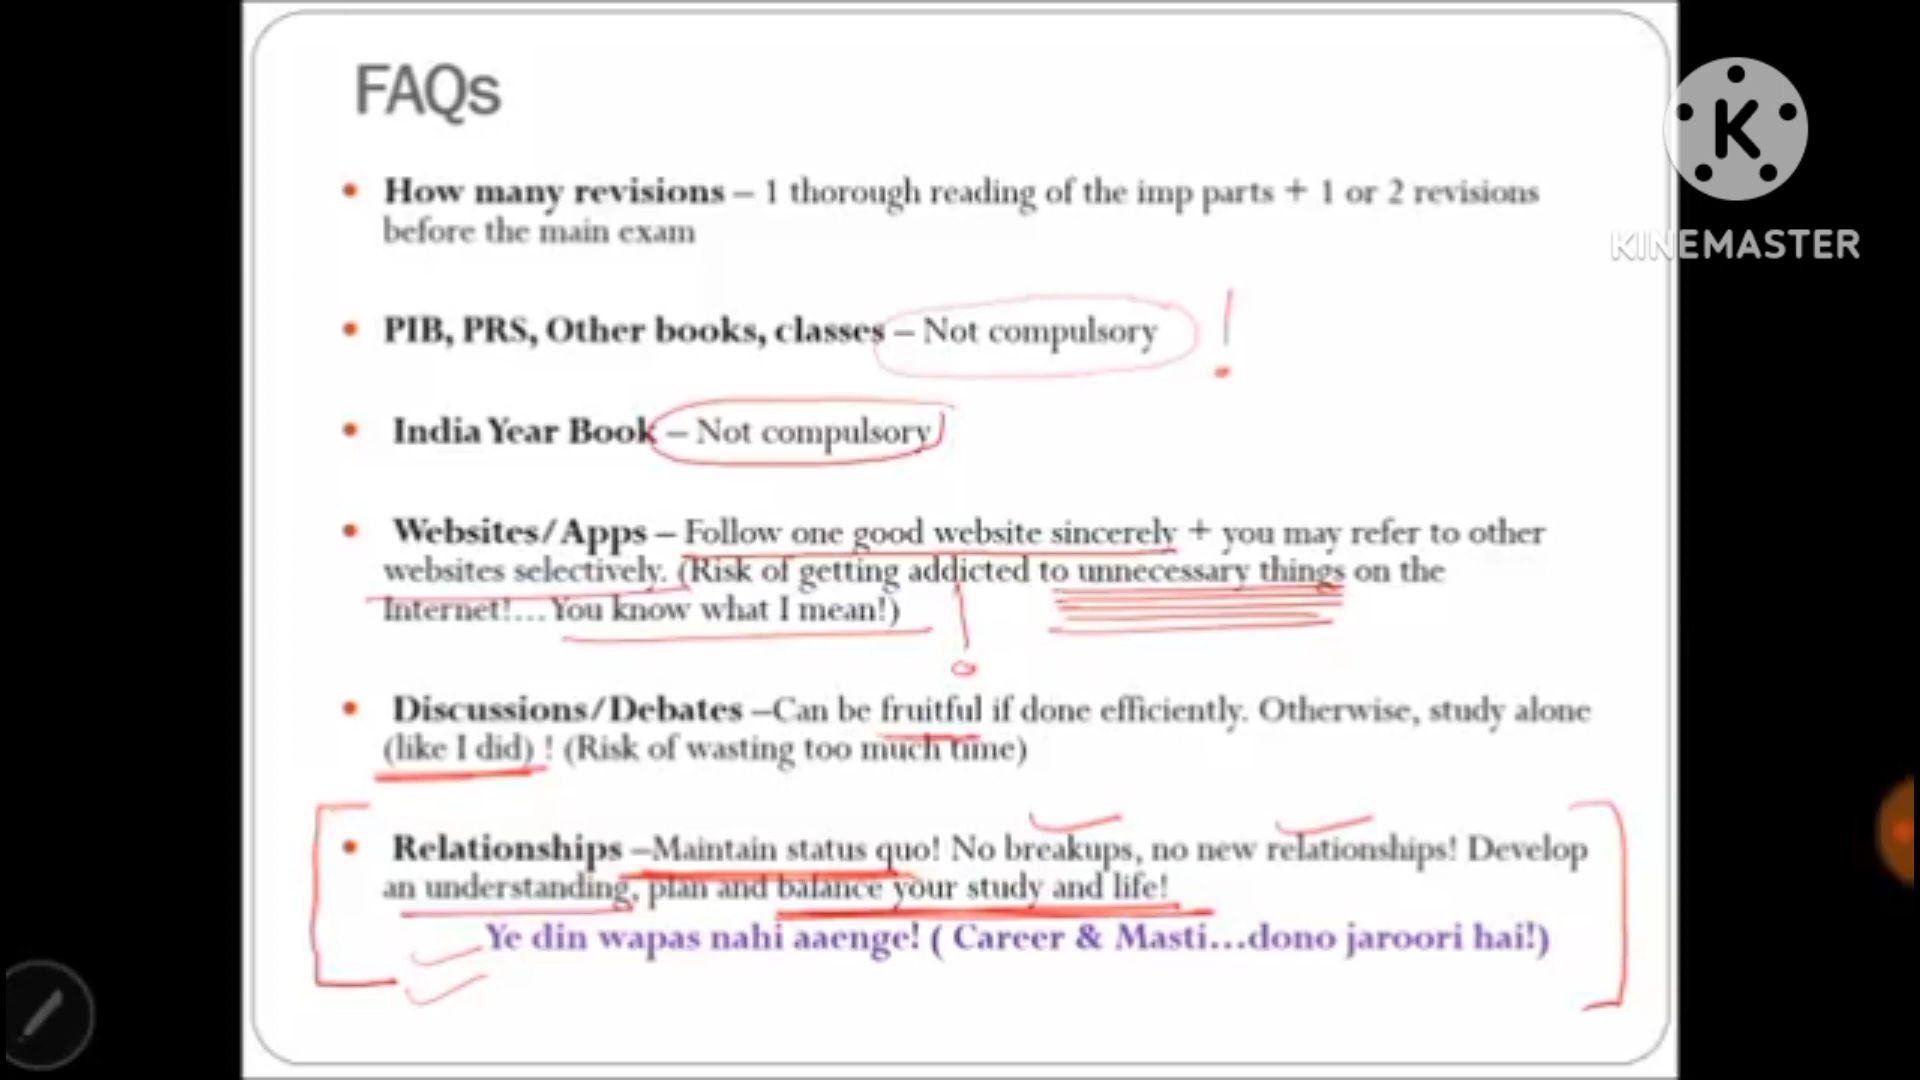 FAQs
• How many revisions – 1 thorough reading of the imp parts + 1 or 2 revisions
before the main exam
• PIB, PRS, Other books, classes – Not compulsory
• India Year Book – Not compulsory
• Websites/Apps – Follow one good website sincerely + you may refer to other
websites selectively. (Risk of getting addicted to unnecessary things on the
Internet!... You know what I mean!)
• Discussions/Debates –Can be fruitful if done efficiently. Otherwise, study alone
(like I did) ! (Risk of wasting too much time)
• Relationships –Maintain status quo! No breakups, no new relationships! Develop
an understanding, plan and balance your study and life!
Ye din wapas nahi aaenge! ( Career & Masti...dono jaroori hai!)
K
KINEMASTER